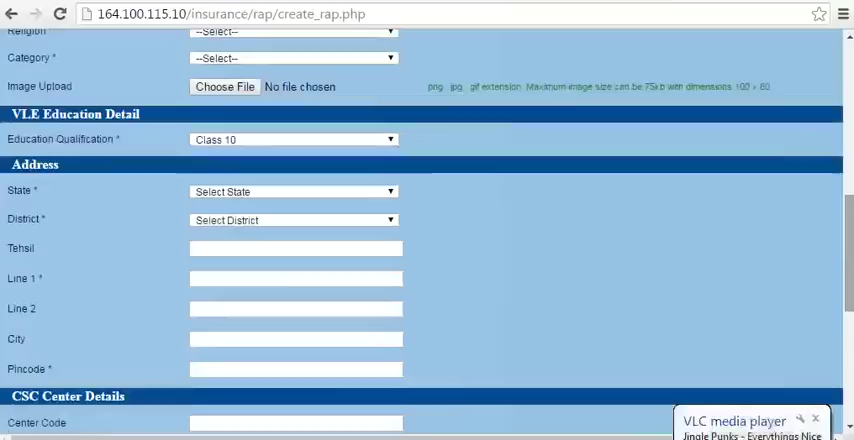 164.100.115.10/insurance/rap/create_rap.php
Religion --Select--
Category * --Select--
Image Upload Choose File No file chosen png jpg gif extension Maximum image size can be 75kb with dimensions 100 x 80
VLE Education Detail
Education Qualification * Class 10
Address
State * Select State
District * Select District
Tehsil
Line 1 *
Line 2
City
Pincode *
CSC Center Details
Center Code
VLC media player
Jingle Punks - Everythings Nice